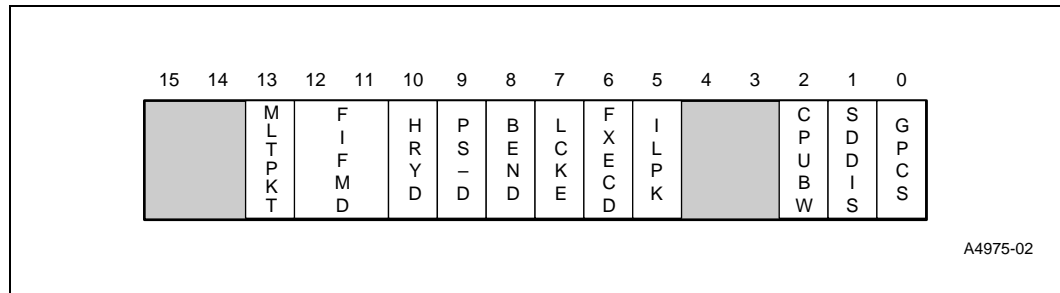 15 14 13 12 11 10 9 8 7 6 5 4 3 2 1 0
MLTPKT FIFMD HRYD PS–D BEND LCKE FXECD ILPK CPUBW SDDIS GPCS
A4975-02